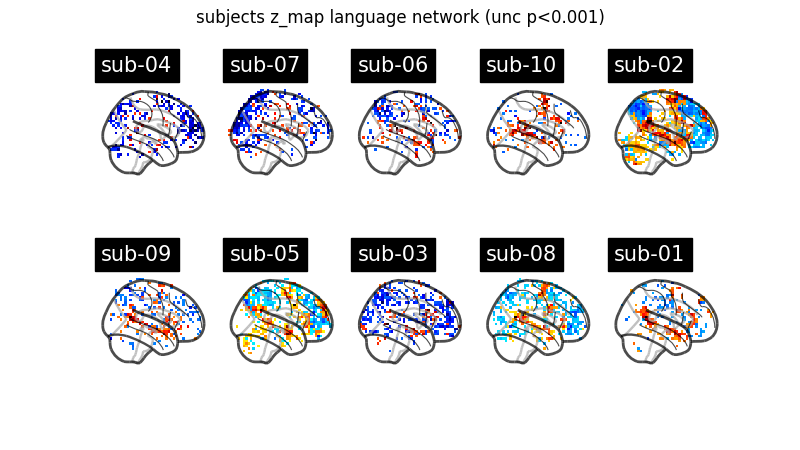 subjects z_map language network (unc p<0.001)
sub-04
sub-07
sub-06
sub-10
sub-02
sub-09
sub-05
sub-03
sub-08
sub-01